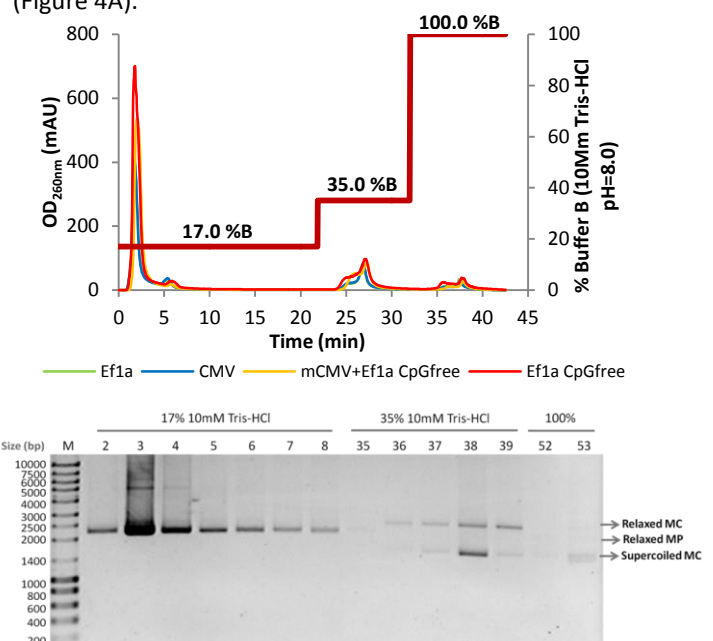 (Figure 4A).
100.0 %B
35.0 %B
17.0 %B
800
600
400
200
0
OD260nm (mAU)
100
80
60
40
20
0
% Buffer B (10Mm Tris-HCl pH=8.0)
0 5 10 15 20 25 30 35 40 45
Time (min)
Ef1a CMV mCMV+Ef1a CpGfree Ef1a CpGfree
17% 10mM Tris-HCl 35% 10mM Tris-HCl 100%
Size (bp) M 2 3 4 5 6 7 8 35 36 37 38 39 52 53
10000
7500
6000
5000
4000
3000
2500
2000
1400
1000
800
600
400
200
Relaxed MC
Relaxed MP
Supercoiled MC